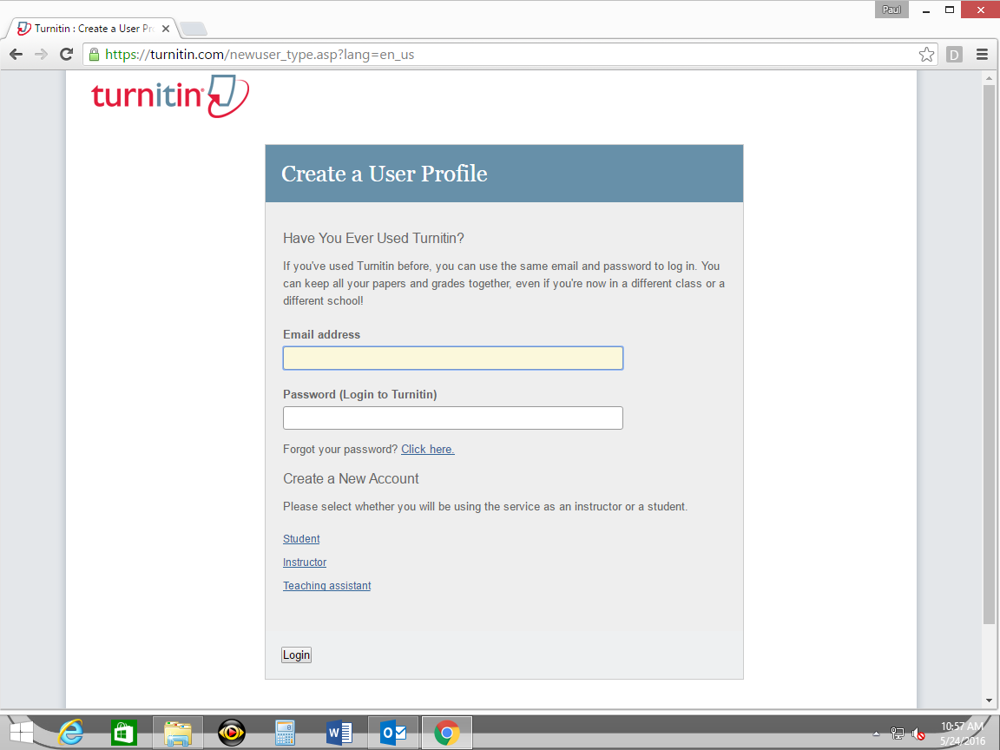 Paul
Turnitin : Create a User Pr
https://turnitin.com/newuser_type.asp?lang=en_us
D
turnitin
Create a User Profile
Have You Ever Used Turnitin?
If you've used Turnitin before, you can use the same email and password to log in. You
can keep all your papers and grades together, even if you're now in a different class or a
different school!
Email address
Password (Login to Turnitin)
Forgot your password? Click here.
Create a New Account
Please select whether you will be using the service as an instructor or a student.
Student
Instructor
Teaching assistant
Login
10:57 AM
5/24/2016